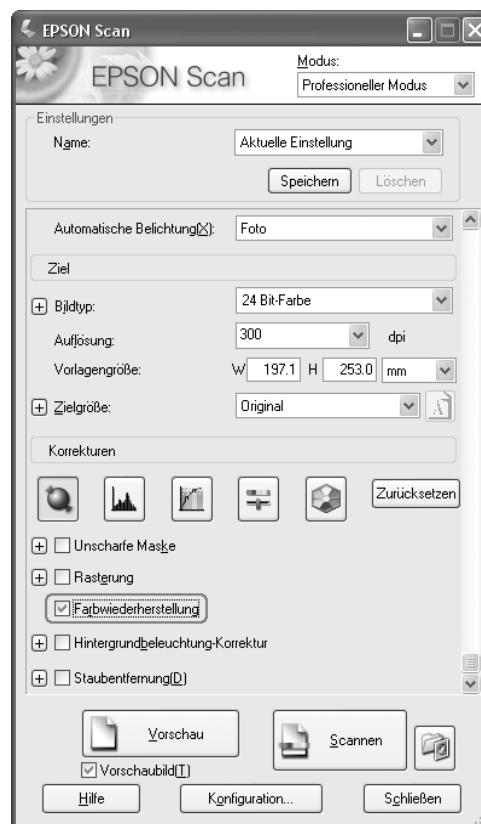 EPSON Scan
EPSON Scan
Modus:
Professioneller Modus
Einstellungen
Name: Aktuelle Einstellung
Speichern Löschen
Automatische Belichtung(X): Foto
Ziel
Bildtyp: 24 Bit-Farbe
Auflösung: 300 dpi
Vorlagengröße: W 197.1 H 253.0 mm
Zielgröße: Original
Korrekturen
Zurücksetzen
Unscharfe Maske
Rasterung
Farbwiederherstellung
Hintergrundbeleuchtung-Korrektur
Staubentfernung(D)
Vorschau Scannen
Vorschaubild(T)
Hilfe Konfiguration... Schließen